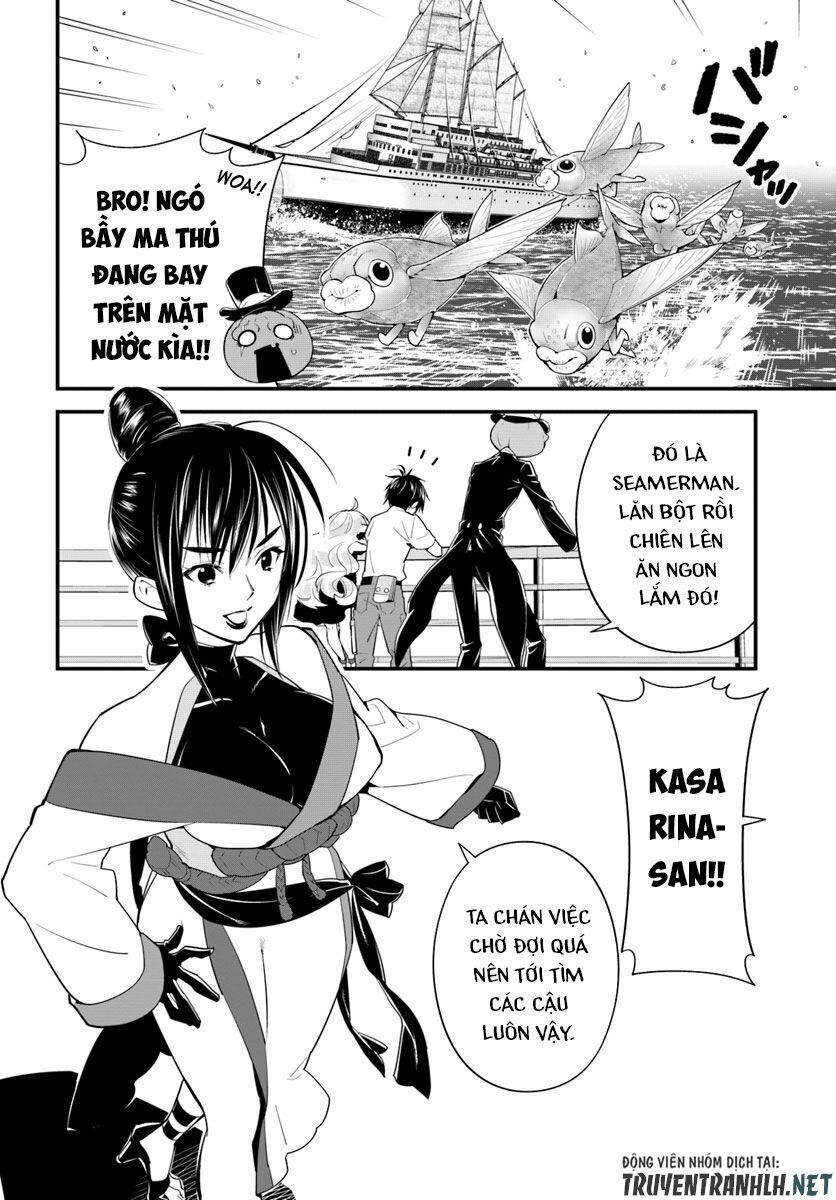 バシャッ
WOA!!
BRO! NGÓ
BẦY MA THÚ
ĐANG BAY
TRÊN MẶT
NƯỚC KÌA!!
ĐÓ LÀ
SEAMERMAN.
LĂN BỘT RỒI
CHIÊN LÊN
ĂN NGON
LẮM ĐÓ!
KASA
RINA-
SAN!!
TA CHÁN VIỆC
CHỜ ĐỢI QUÁ
NÊN TỚI TÌM
CÁC CẬU
LUÔN VẬY.
ĐỘNG VIÊN NHÓM DỊCH TẠI:
TRUYENTRANHLH.NET